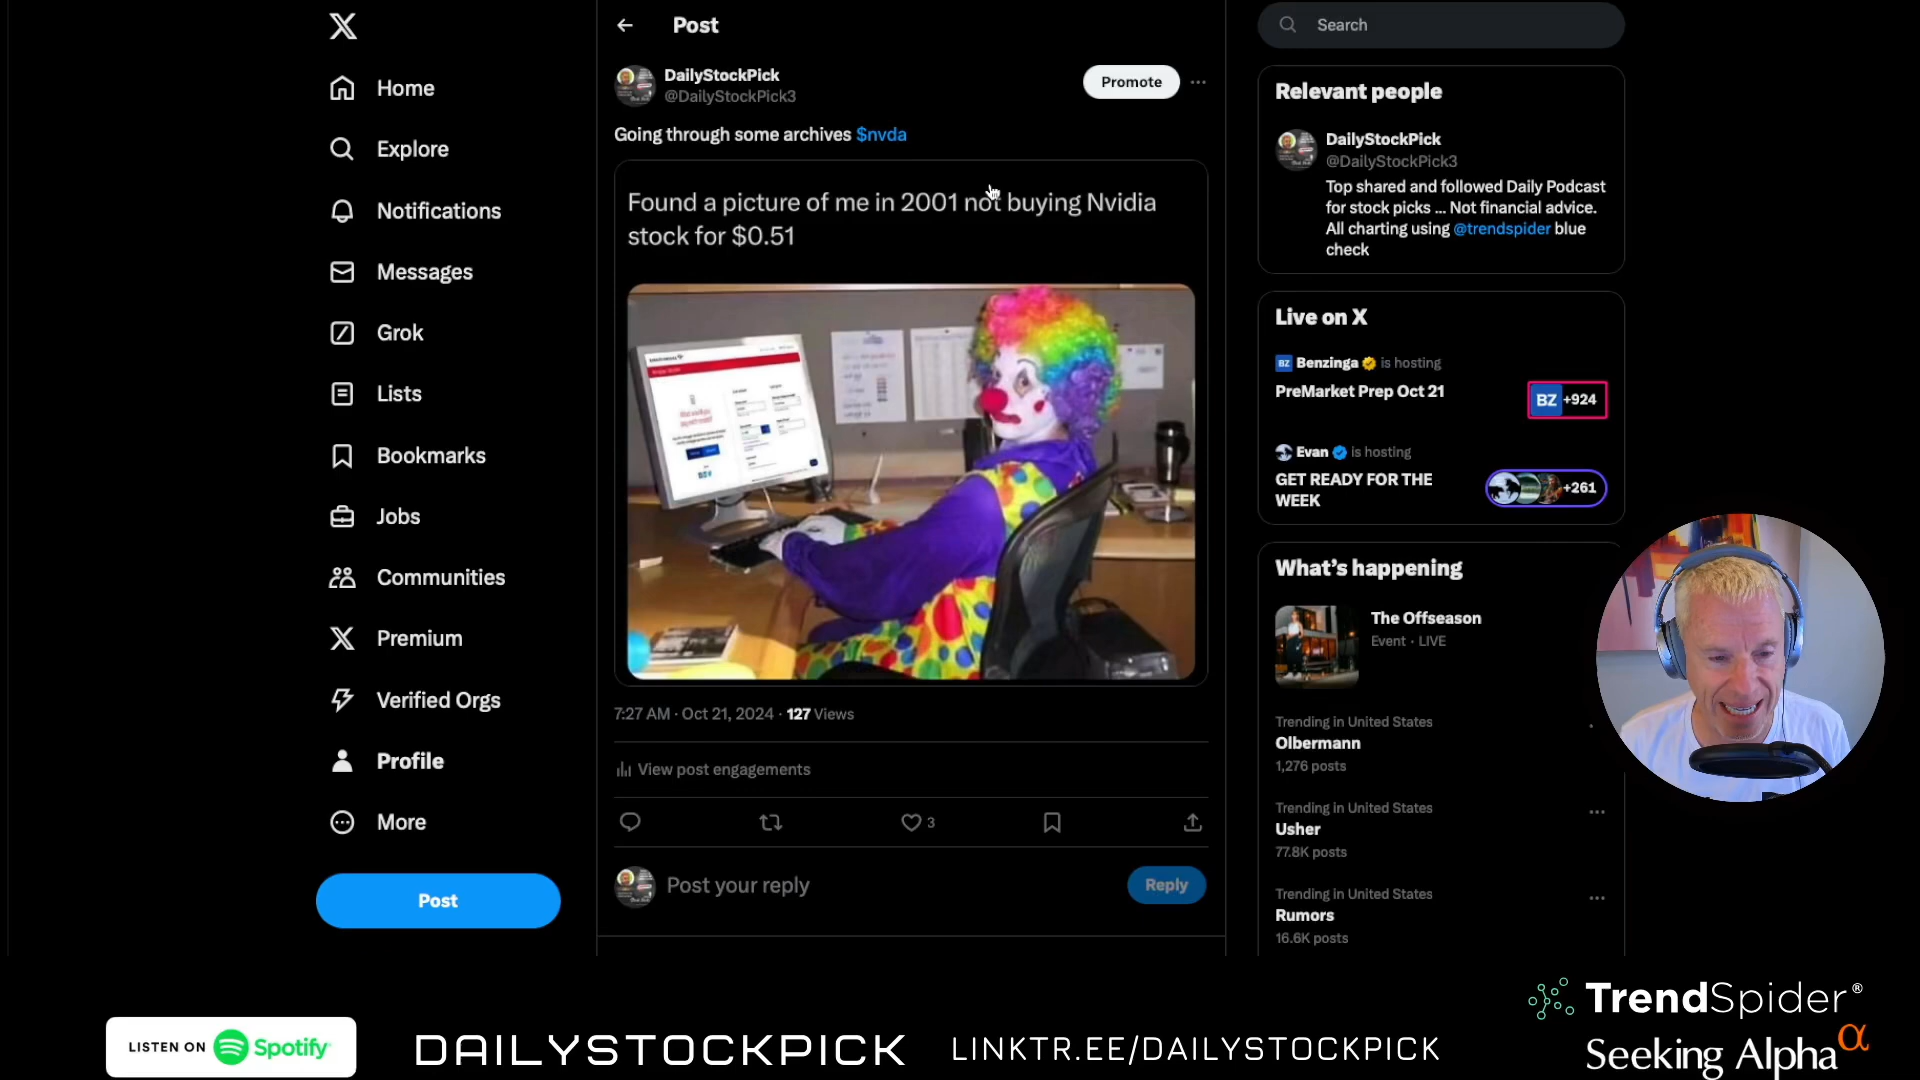 Home
Explore
Notifications
Messages
Grok
Lists
Bookmarks
Jobs
Communities
Premium
Verified Orgs
Profile
More
Post
Post
DailyStockPick
@DailyStockPick3
Promote
Going through some archives $nvda
Found a picture of me in 2001 not buying Nvidia
stock for $0.51
7:27 AM · Oct 21, 2024 · 127 Views
View post engagements
3
Post your reply
Reply
Search
Relevant people
DailyStockPick
@DailyStockPick3
Top shared and followed Daily Podcast
for stock picks ... Not financial advice.
All charting using @trendspider blue
check
Live on X
BZ Benzinga is hosting
PreMarket Prep Oct 21
BZ +924
Evan is hosting
GET READY FOR THE
WEEK
+261
What's happening
The Offseason
Event · LIVE
Trending in United States
Olbermann
1,276 posts
Trending in United States
Usher
77.8K posts
Trending in United States
Rumors
16.6K posts
LISTEN ON Spotify
DAILYSTOCKPICK
LINKTR.EE/DAILYSTOCKPICK
TrendSpider®
Seeking Alpha α